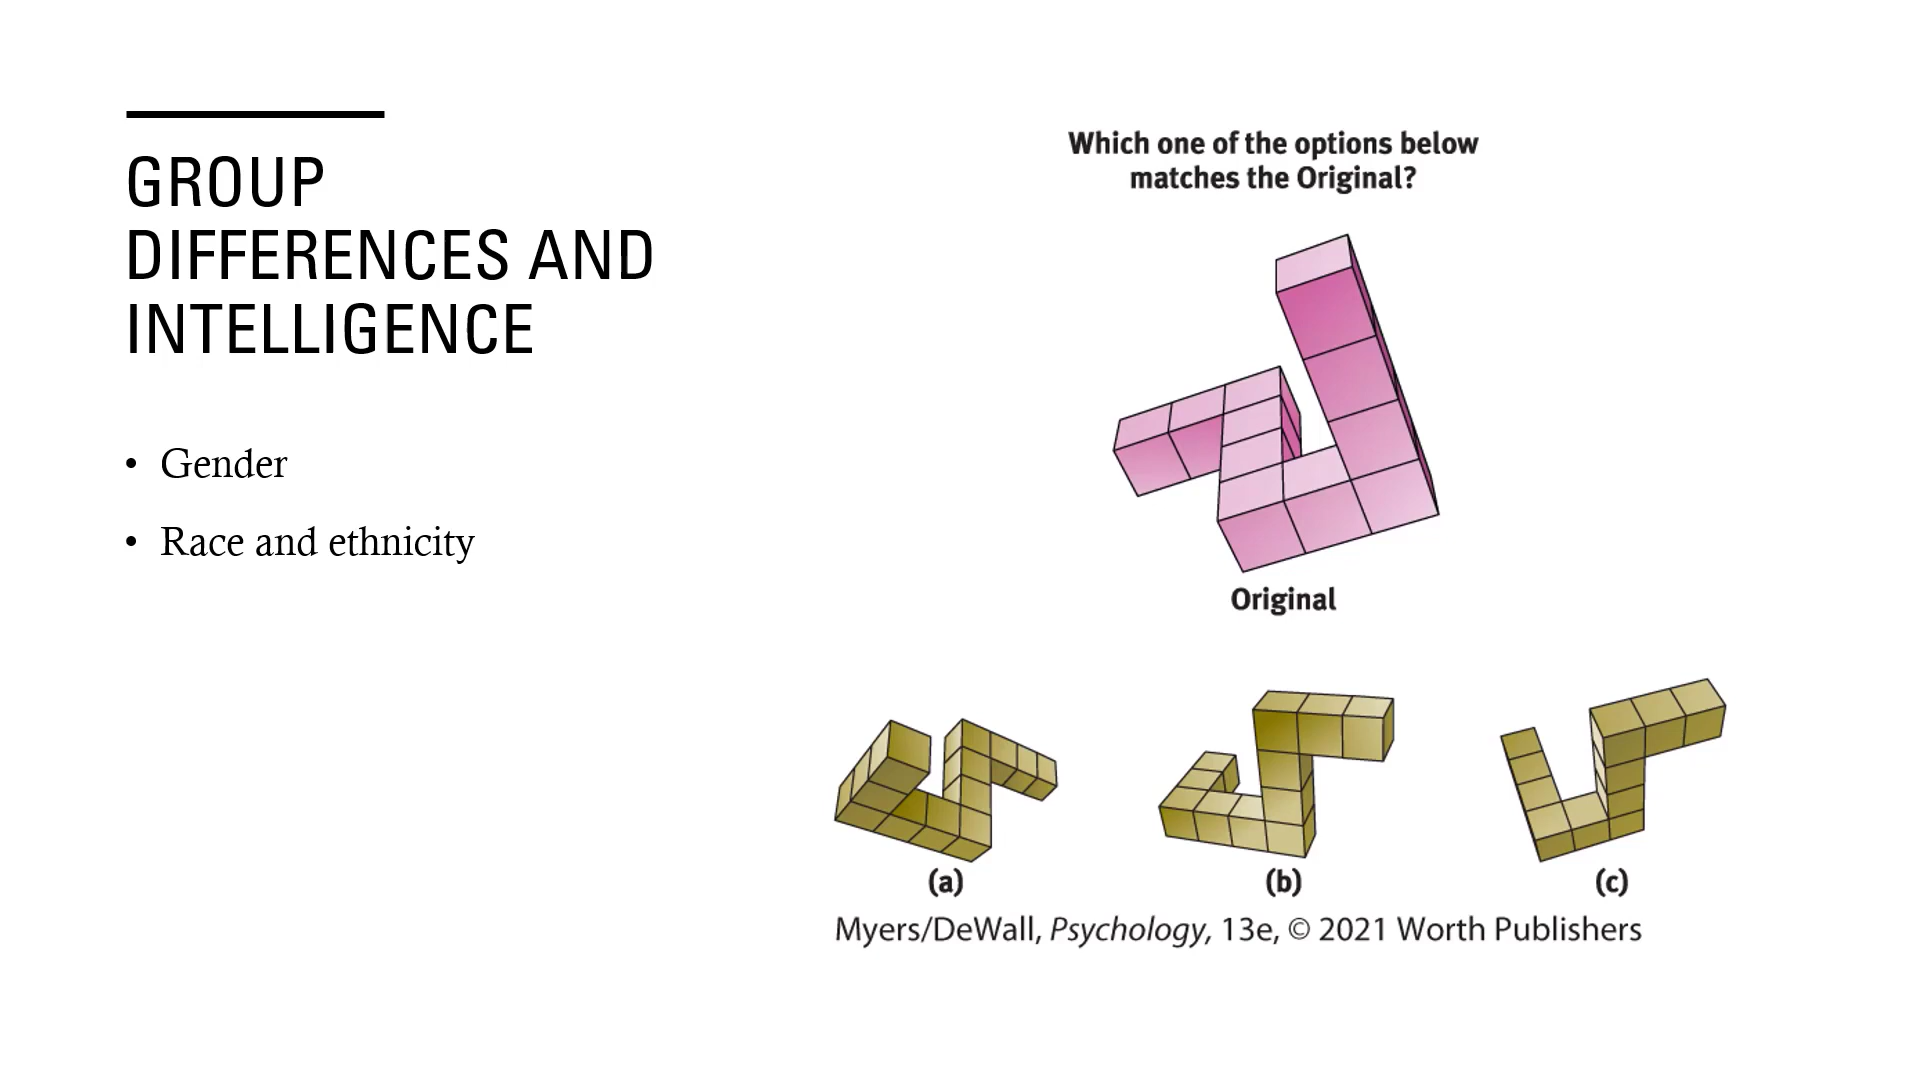 GROUP
DIFFERENCES AND
INTELLIGENCE
• Gender
• Race and ethnicity
Which one of the options below
matches the Original?
Original
(a)
(b)
(c)
Myers/DeWall, Psychology, 13e, © 2021 Worth Publishers